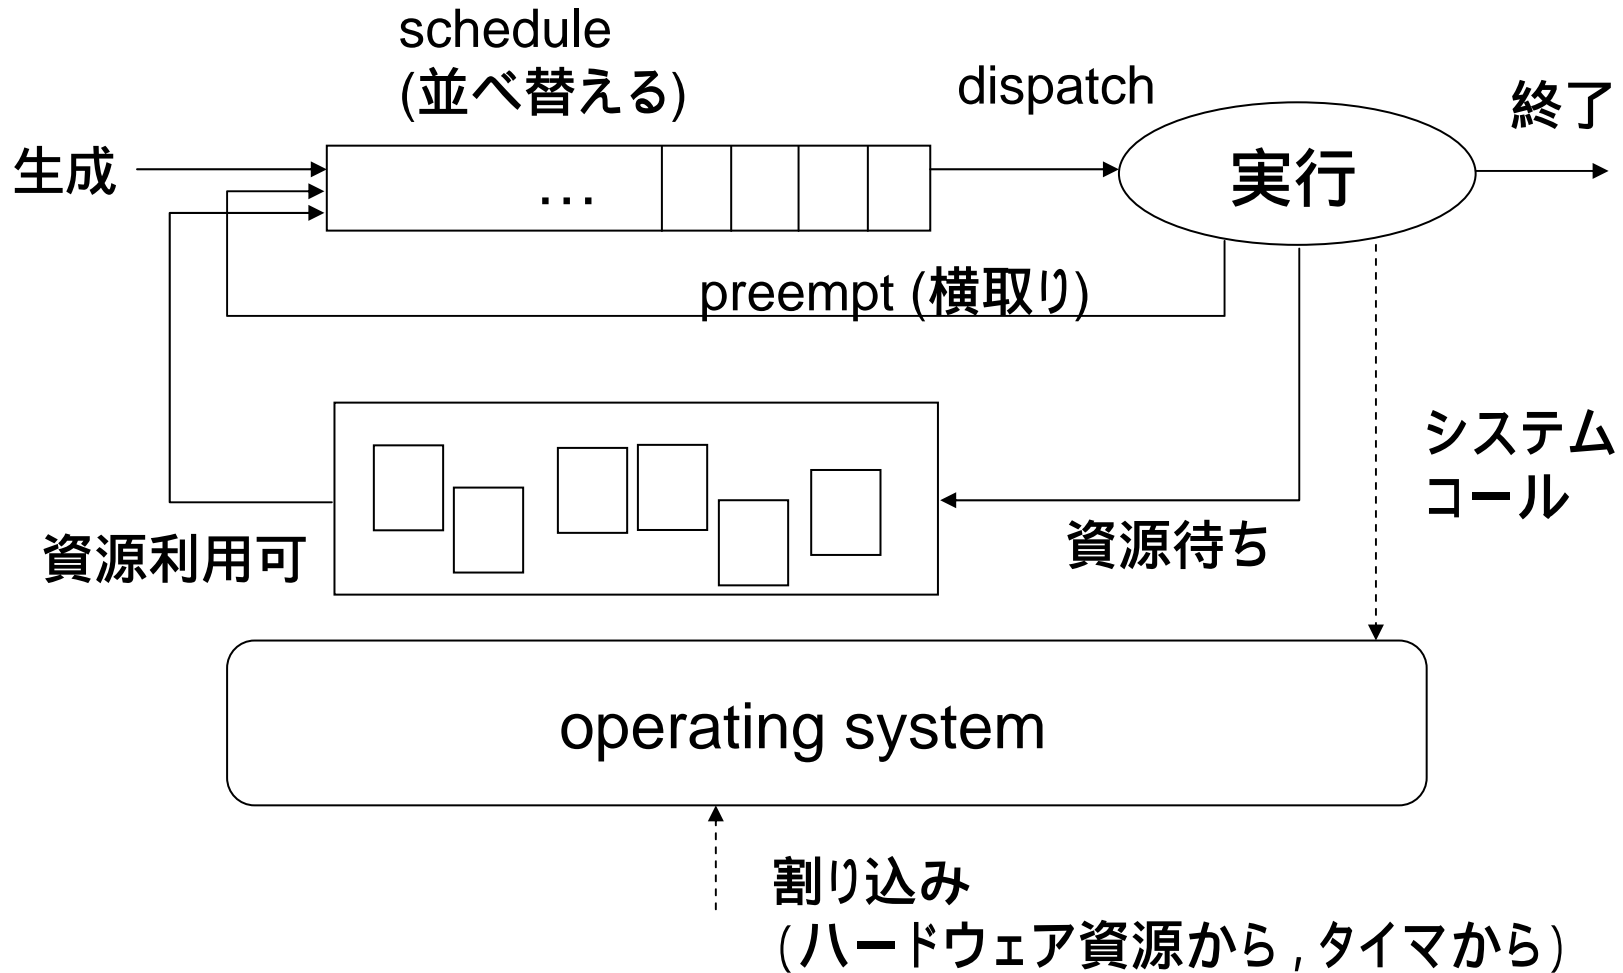 schedule
(並べ替える)
dispatch
終了
生成
…
実行
preempt (横取り)
システム
コール
資源待ち
資源利用可
operating system
割り込み
(ハードウェア資源から , タイマから)